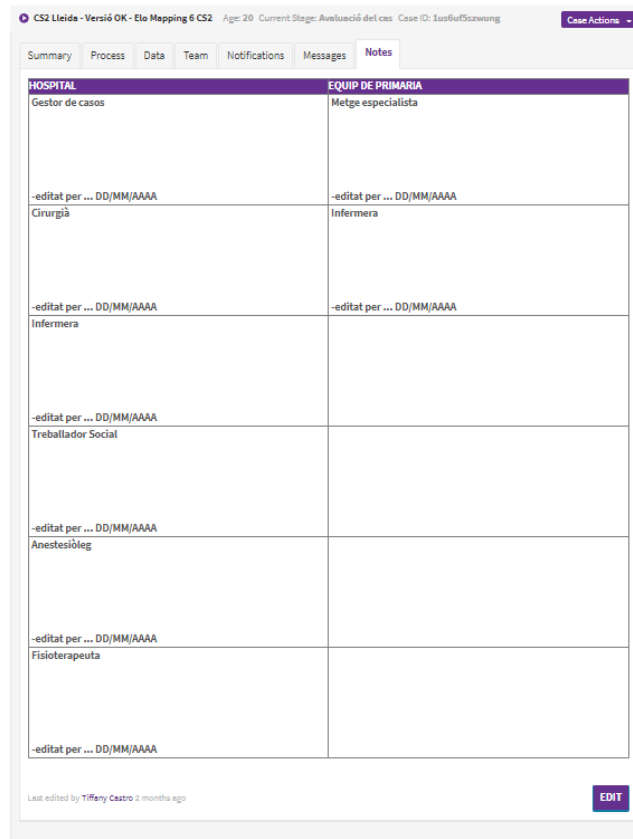 CS2 Lleida - Versió OK - Elo Mapping 6 CS2 Age: 20 Current Stage: Avaluació del cas Case ID: 1us6uf5szwung Case Actions
Summary Process Data Team Notifications Messages Notes
HOSPITAL EQUIP DE PRIMARIA
Gestor de casos Metge especialista
-editat per ... DD/MM/AAAA -editat per ... DD/MM/AAAA
Cirurgià Infermera
-editat per ... DD/MM/AAAA -editat per ... DD/MM/AAAA
Infermera
-editat per ... DD/MM/AAAA
Treballador Social
-editat per ... DD/MM/AAAA
Anestesiòleg
-editat per ... DD/MM/AAAA
Fisioterapeuta
-editat per ... DD/MM/AAAA
Last edited by Tiffany Castro 2 months ago EDIT